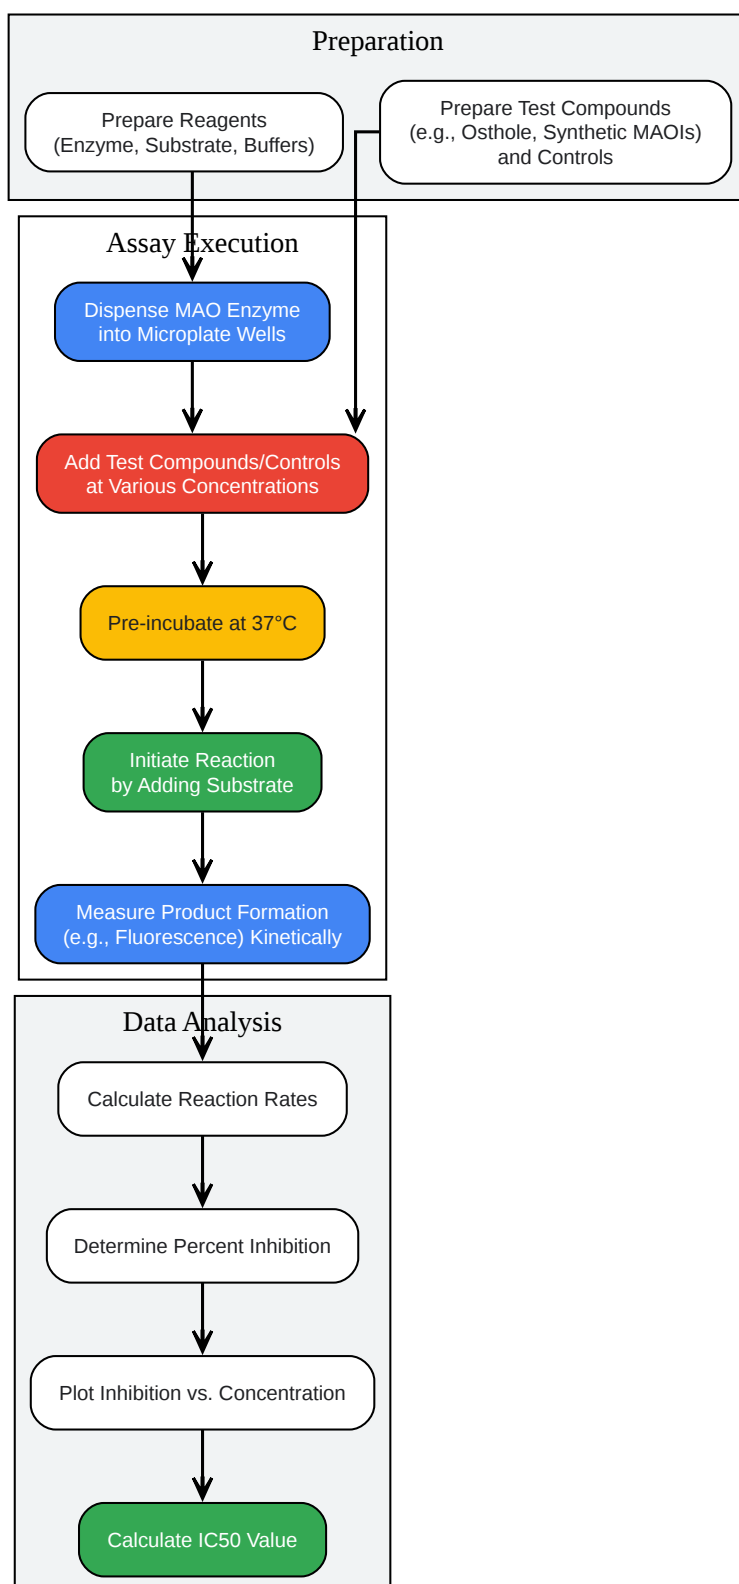 Preparation
Prepare Reagents
(Enzyme, Substrate, Buffers)
Prepare Test Compounds
(e.g., Osthole, Synthetic MAOIs)
and Controls
Assay Execution
Dispense MAO Enzyme
into Microplate Wells
Add Test Compounds/Controls
at Various Concentrations
Pre-incubate at 37°C
Initiate Reaction
by Adding Substrate
Measure Product Formation
(e.g., Fluorescence) Kinetically
Data Analysis
Calculate Reaction Rates
Determine Percent Inhibition
Plot Inhibition vs. Concentration
Calculate IC50 Value